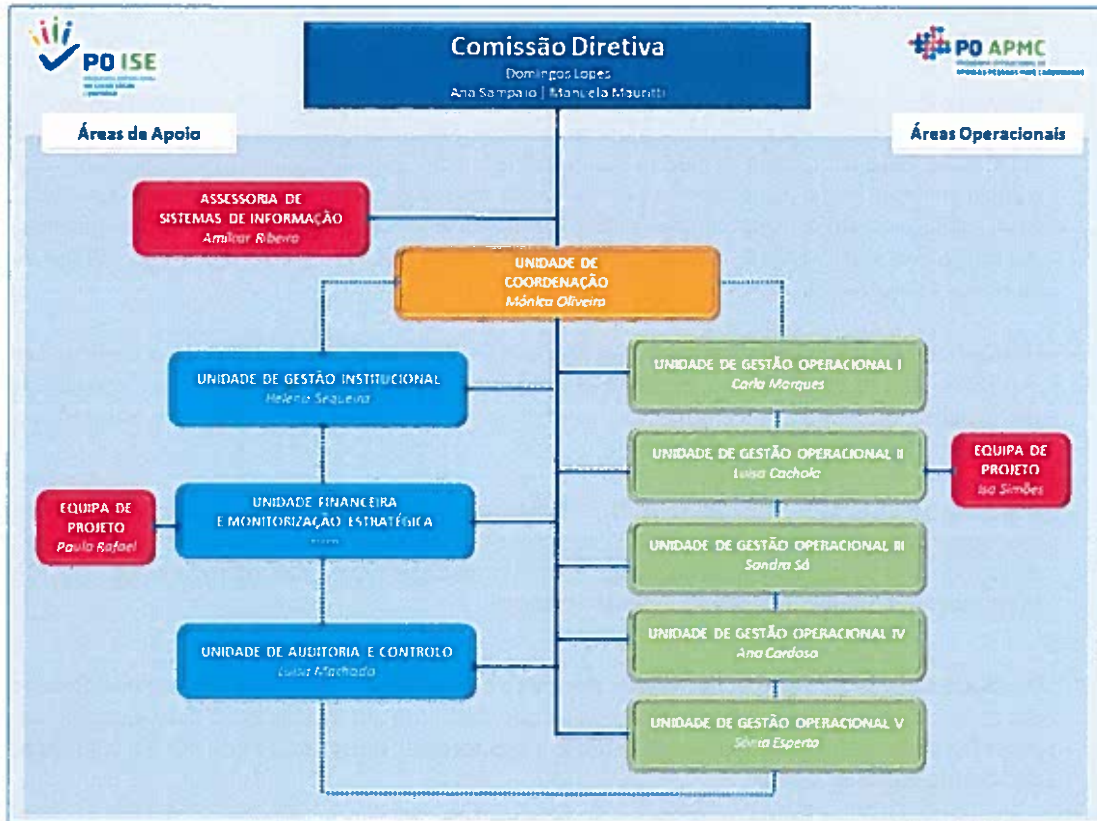 PO ISE
Comissão Diretiva
Domingos Lopes
Ana Sampaio | Manuela Mauritti
PO APMC
Áreas de Apoio
Áreas Operacionais
ASSESSORIA DE
SISTEMAS DE INFORMAÇÃO
Amílcar Ribeiro
UNIDADE DE
COORDENAÇÃO
Mónica Oliveira
UNIDADE DE GESTÃO INSTITUCIONAL
Helena Sequeira
UNIDADE DE GESTÃO OPERACIONAL I
Carla Marques
UNIDADE DE GESTÃO OPERACIONAL II
Luísa Cachola
EQUIPA DE
PROJETO
Isa Simões
EQUIPA DE
PROJETO
Paula Rafael
UNIDADE FINANCEIRA
E MONITORIZAÇÃO ESTRATÉGICA
UNIDADE DE GESTÃO OPERACIONAL III
Sandra Sá
UNIDADE DE AUDITORIA E CONTROLO
Luísa Machado
UNIDADE DE GESTÃO OPERACIONAL IV
Ana Cardoso
UNIDADE DE GESTÃO OPERACIONAL V
Sónia Esperto